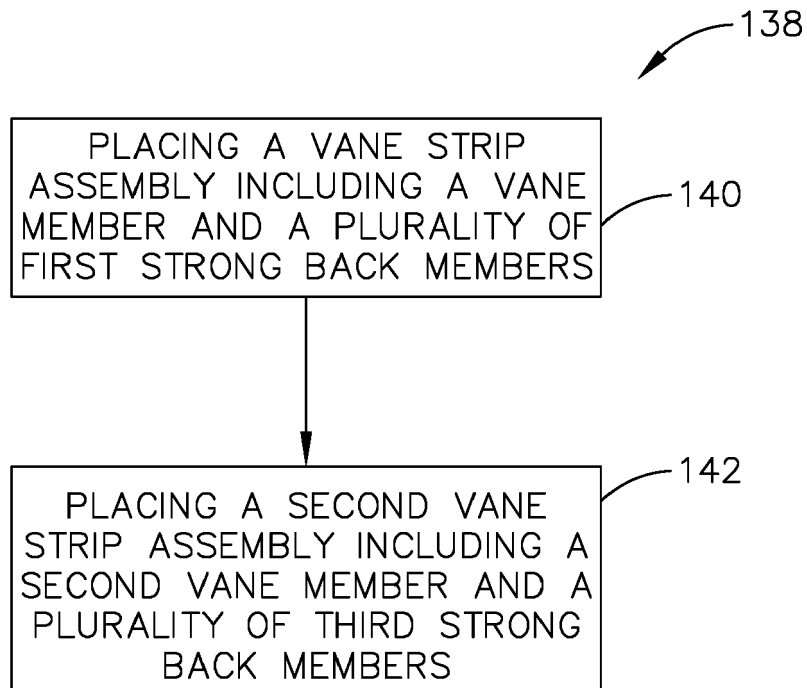 138
PLACING A VANE STRIP
ASSEMBLY INCLUDING A VANE
MEMBER AND A PLURALITY OF
FIRST STRONG BACK MEMBERS
140
PLACING A SECOND VANE
STRIP ASSEMBLY INCLUDING A
SECOND VANE MEMBER AND A
PLURALITY OF THIRD STRONG
BACK MEMBERS
142